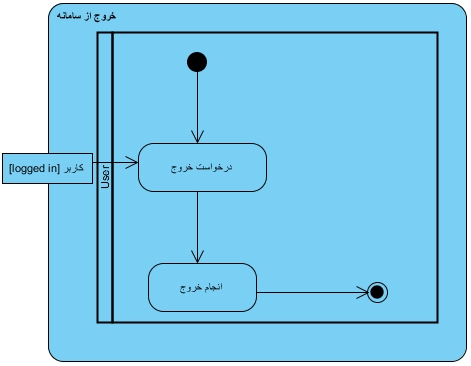 خروج از سامانه
User
درخواست خروج
کاربر [logged in]
انجام خروج